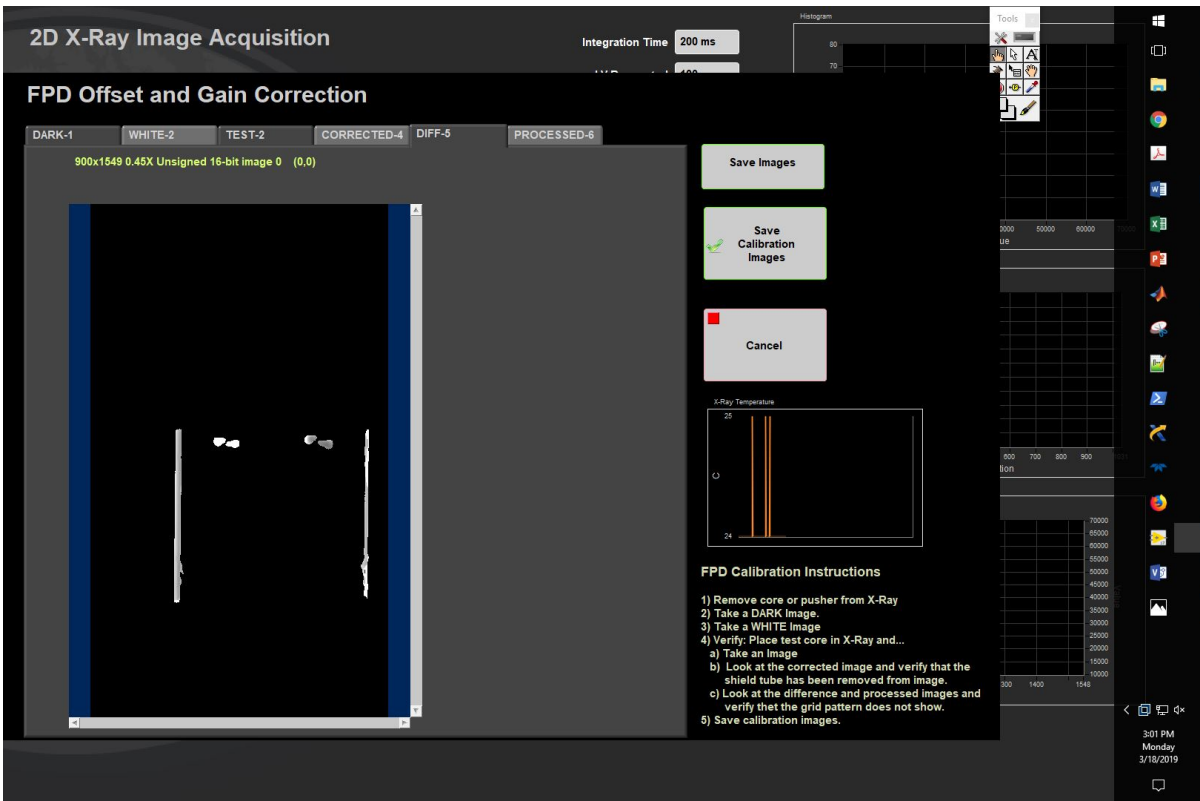 2D X-Ray Image Acquisition
Integration Time 200 ms
Histogram
80
70
Tools
FPD Offset and Gain Correction
DARK-1
WHITE-2
TEST-2
CORRECTED-4
DIFF-5
PROCESSED-6
900x1549 0.45X Unsigned 16-bit image 0 (0,0)
Save Images
Save
Calibration
Images
Cancel
X-Ray Temperature
25
C
24
FPD Calibration Instructions
1) Remove core or pusher from X-Ray
2) Take a DARK Image.
3) Take a WHITE Image
4) Verify: Place test core in X-Ray and...
a) Take an Image
b) Look at the corrected image and verify that the
shield tube has been removed from image.
c) Look at the difference and processed images and
verify thet the grid pattern does not show.
5) Save calibration images.
50000 60000
ue
600 700 800 900
tion
70000
65000
60000
55000
50000
45000
40000
35000
30000
25000
20000
15000
10000
300 1400 1548
3:01 PM
Monday
3/18/2019